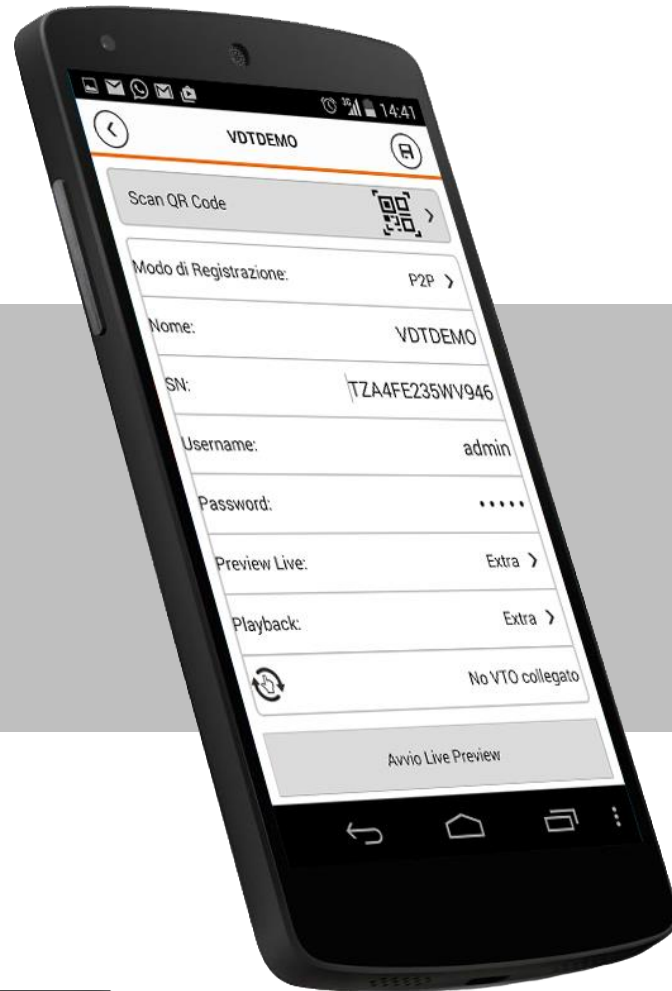 14:41
VDTDEMO
Scan QR Code
Modo di Registrazione: P2P
Nome: VDTDEMO
SN: TZA4FE235WV946
Username: admin
Password: •••••
Preview Live: Extra
Playback: Extra
No VTO collegato
Avvio Live Preview